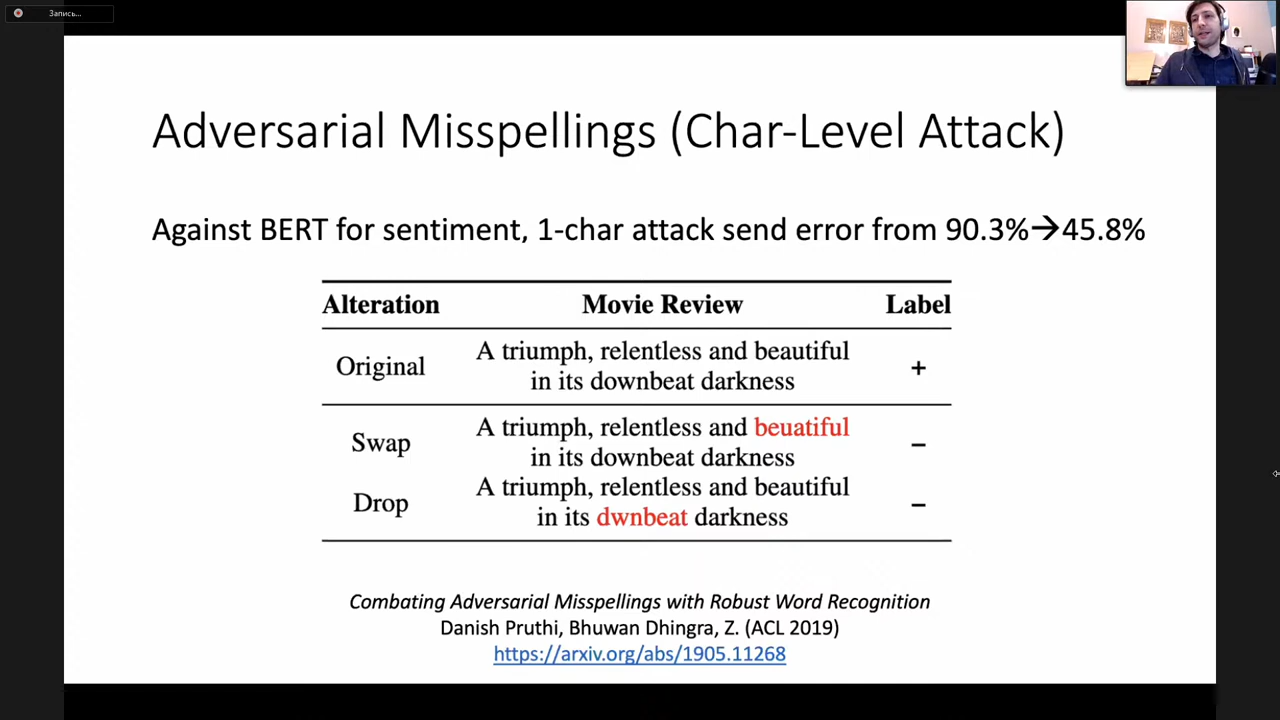 Запись...
Adversarial Misspellings (Char-Level Attack)
Against BERT for sentiment, 1-char attack send error from 90.3%→45.8%
Alteration Movie Review Label
Original A triumph, relentless and beautiful in its downbeat darkness +
Swap A triumph, relentless and beuatiful in its downbeat darkness −
Drop A triumph, relentless and beautiful in its dwnbeat darkness −
Combating Adversarial Misspellings with Robust Word Recognition
Danish Pruthi, Bhuwan Dhingra, Z. (ACL 2019)
https://arxiv.org/abs/1905.11268